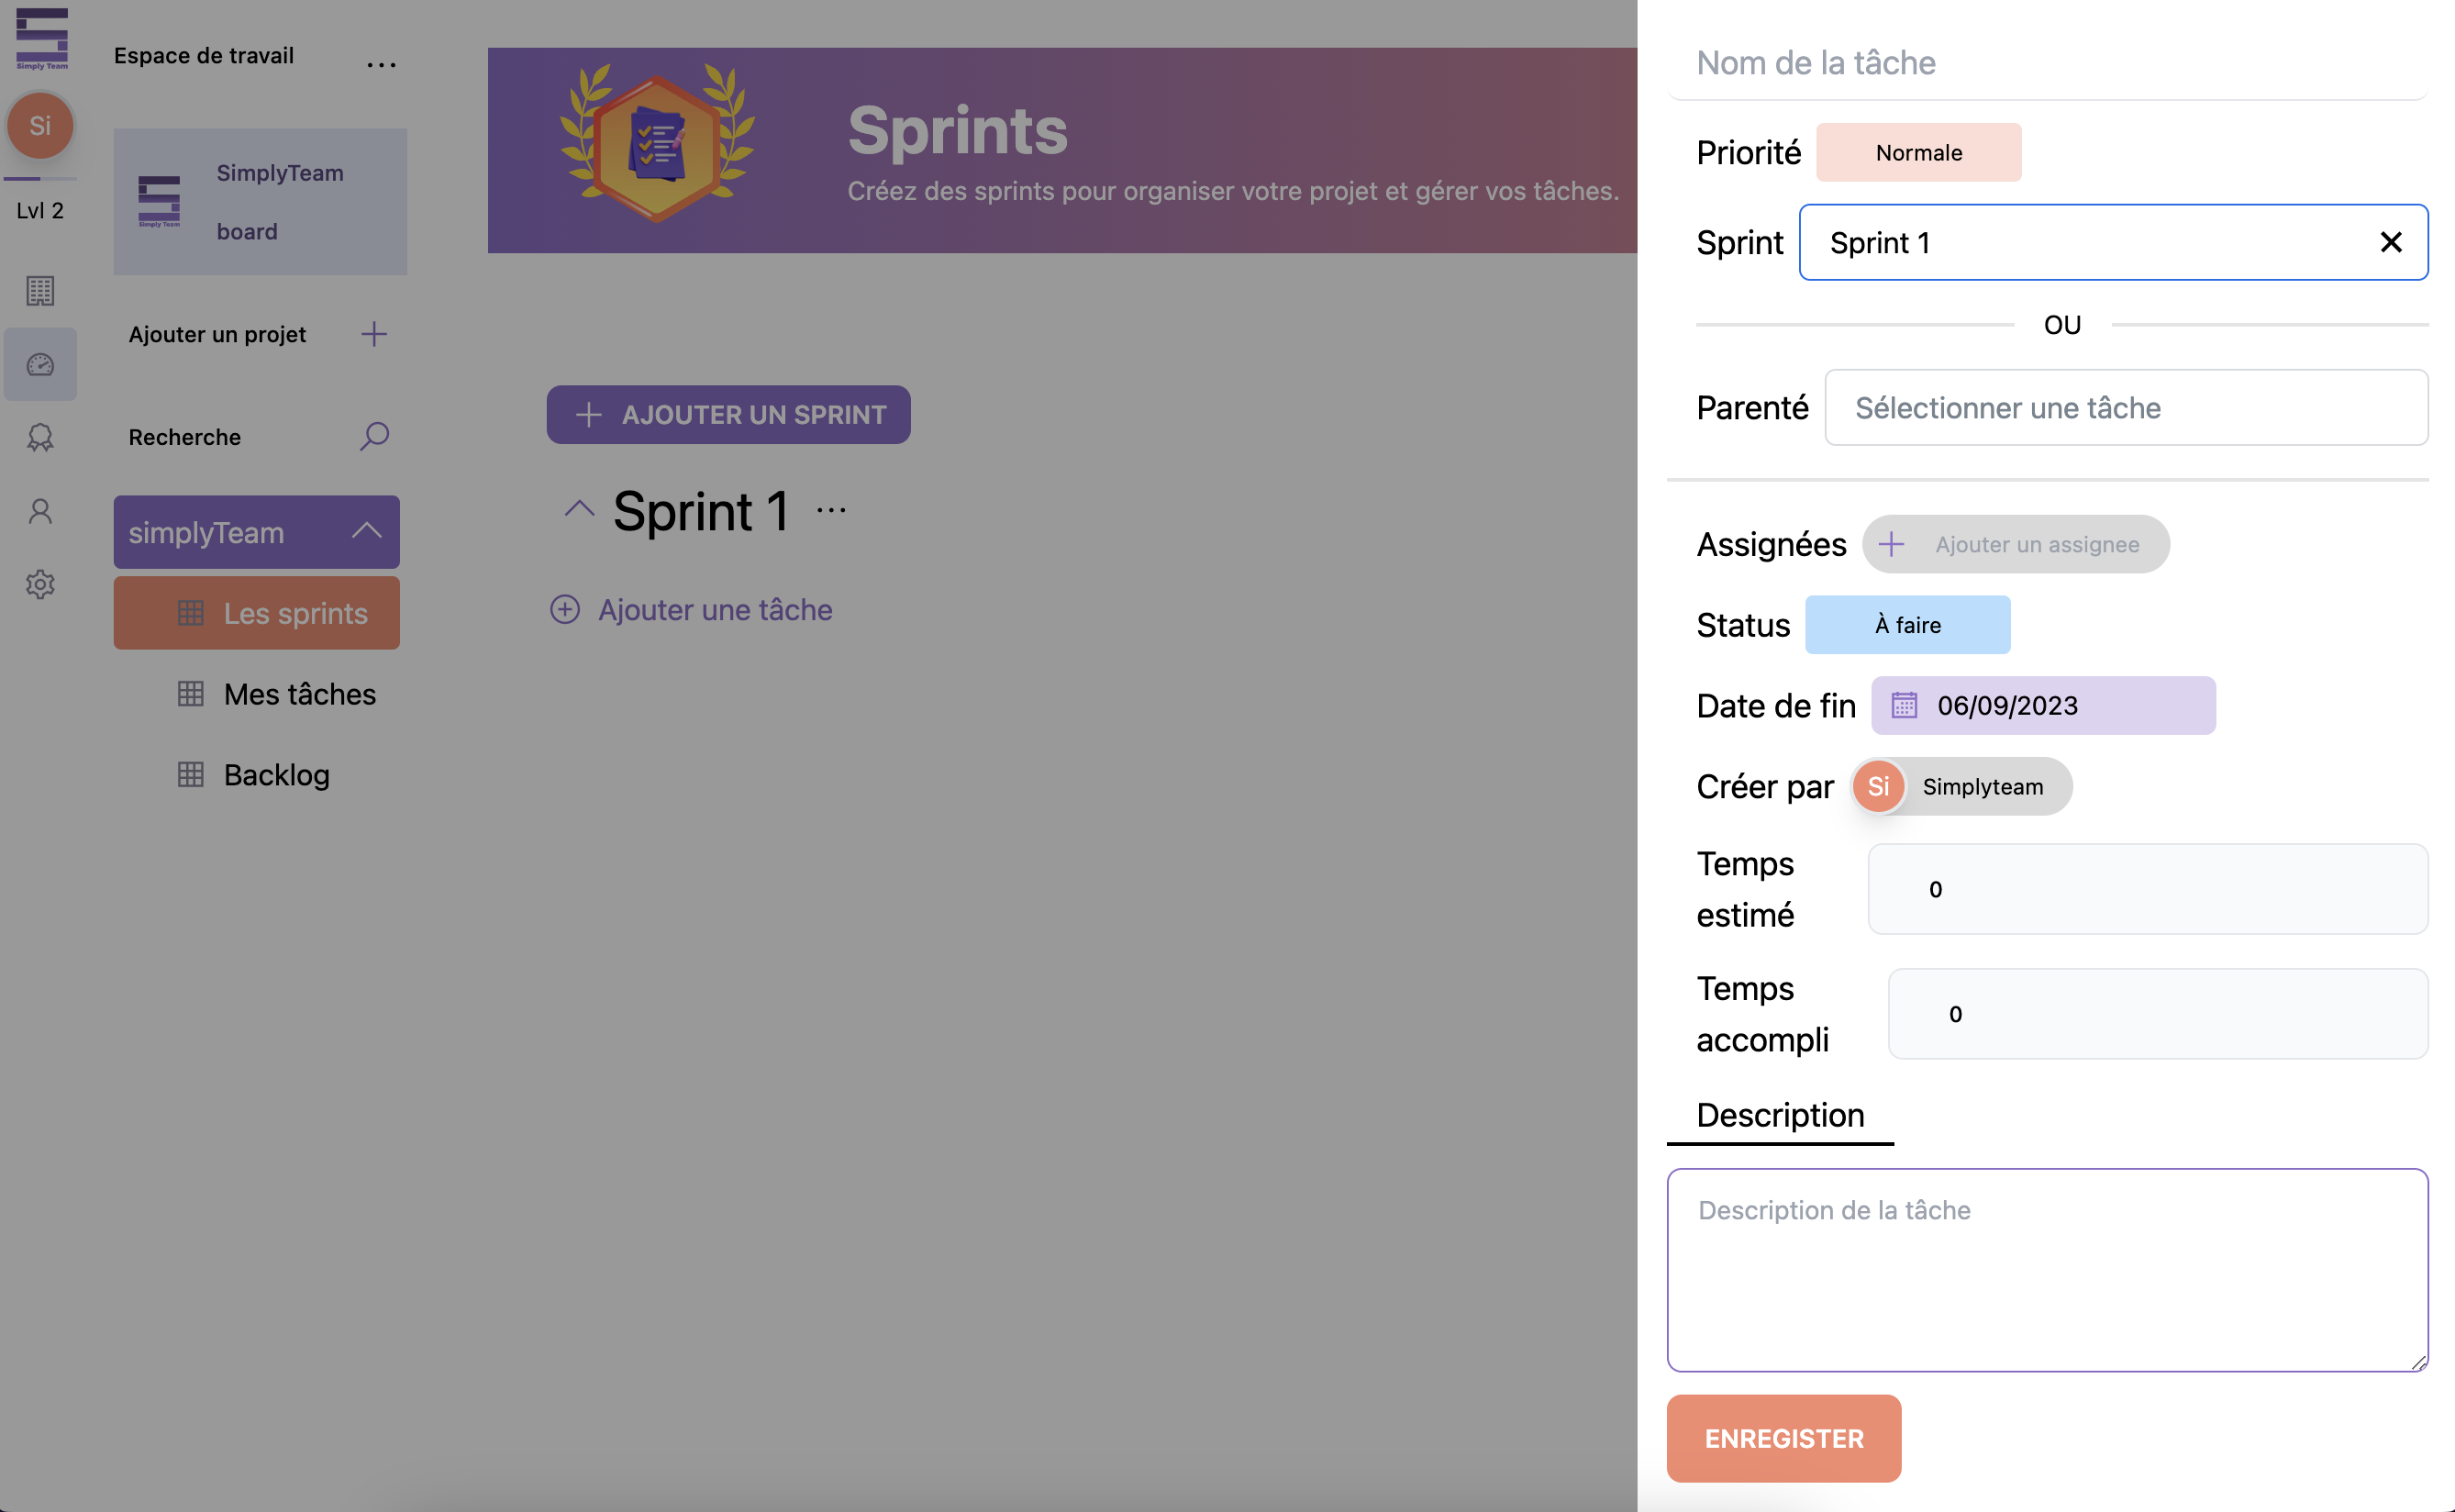 Simply Team
Si
Lvl 2
Espace de travail
...
Simply Team
SimplyTeam
board
Ajouter un projet
Recherche
simplyTeam
Les sprints
Mes tâches
Backlog
Sprints
Créez des sprints pour organiser votre projet et gérer vos tâches.
AJOUTER UN SPRINT
Sprint 1 ...
Ajouter une tâche
Nom de la tâche
Priorité Normale
Sprint Sprint 1
OU
Parenté Sélectionner une tâche
Assignées Ajouter un assignee
Status À faire
Date de fin 06/09/2023
Créer par Si Simplyteam
Temps
estimé
0
Temps
accompli
0
Description
Description de la tâche
ENREGISTER